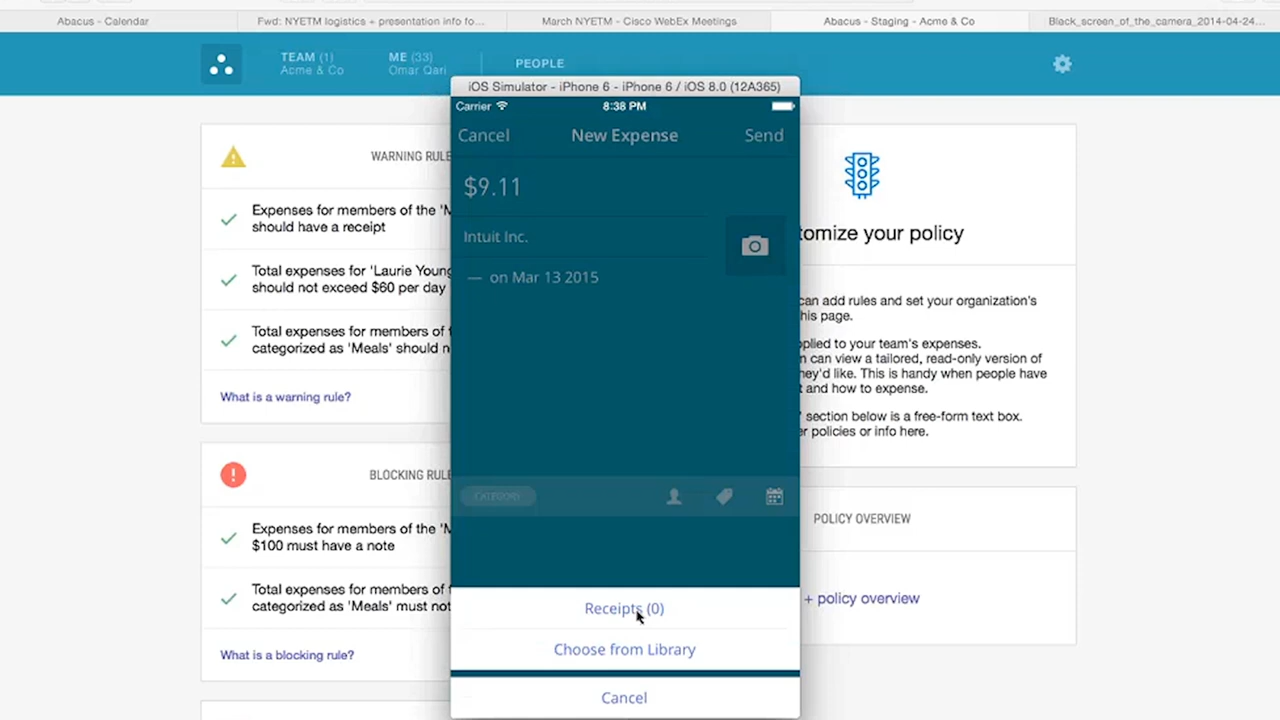 Abacus - Calendar
Fwd: NYETM logistics + presentation info fo...
March NYETM - Cisco WebEx Meetings
Abacus - Staging - Acme & Co
Black_screen_of_the_camera_2014-04-24...
TEAM (1)
Acme & Co
ME (33)
Omar Qari
PEOPLE
iOS Simulator - iPhone 6 - iPhone 6 / iOS 8.0 (12A365)
Carrier
8:38 PM
Cancel
New Expense
Send
$9.11
Intuit Inc.
— on Mar 13 2015
CATEGORY
Receipts (0)
Choose from Library
Cancel
WARNING RULE
Expenses for members of the 'M
should have a receipt
Total expenses for 'Laurie Young
should not exceed $60 per day
Total expenses for members of t
categorized as 'Meals' should n
What is a warning rule?
BLOCKING RULE
Expenses for members of the 'M
$100 must have a note
Total expenses for members of t
categorized as 'Meals' must not
What is a blocking rule?
tomize your policy
can add rules and set your organization's
his page.
plied to your team's expenses.
n can view a tailored, read-only version of
hey'd like. This is handy when people have
t and how to expense.
' section below is a free-form text box.
er policies or info here.
POLICY OVERVIEW
+ policy overview